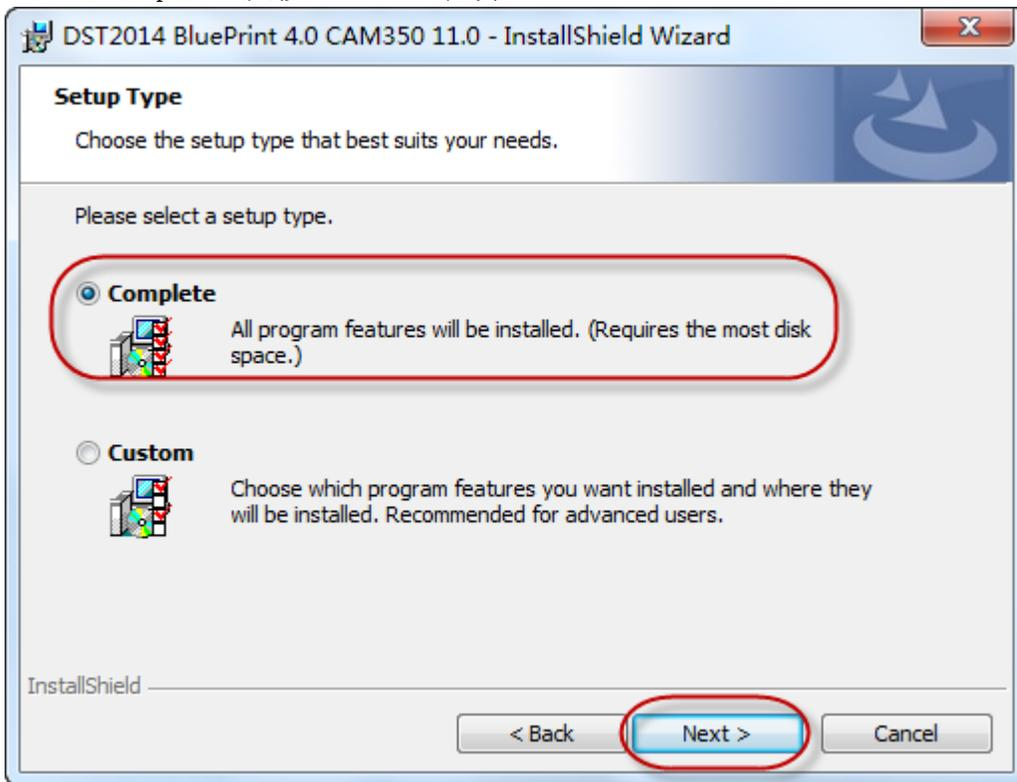 DST2014 BluePrint 4.0 CAM350 11.0 - InstallShield Wizard
Setup Type
Choose the setup type that best suits your needs.
Please select a setup type.
Complete
All program features will be installed. (Requires the most disk
space.)
Custom
Choose which program features you want installed and where they
will be installed. Recommended for advanced users.
InstallShield
< Back
Next >
Cancel